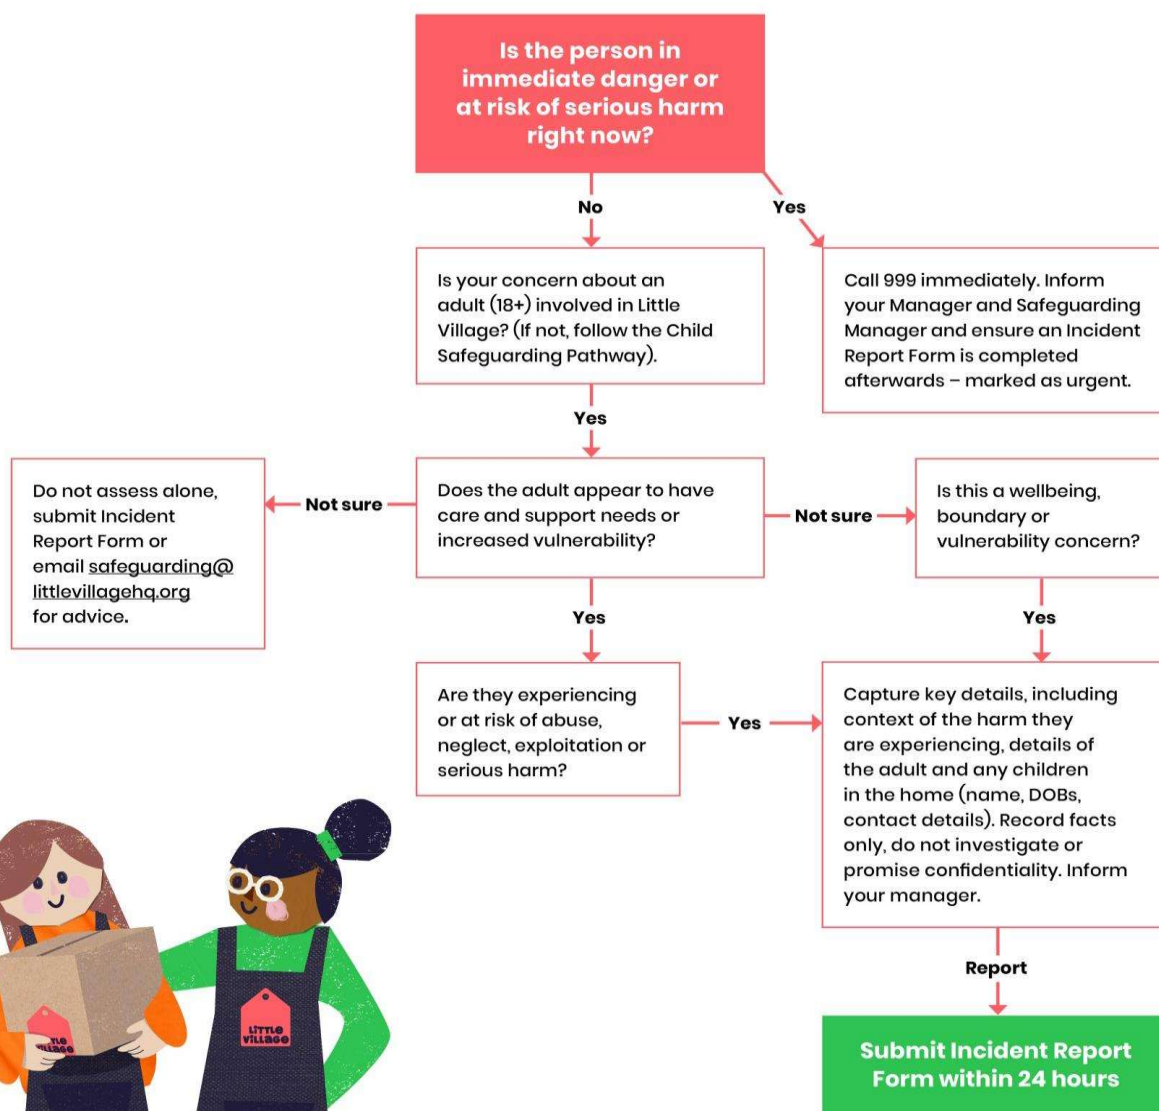 Is the person in
immediate danger or
at risk of serious harm
right now?
No
Yes
Is your concern about an
adult (18+) involved in Little
Village? (If not, follow the Child
Safeguarding Pathway).
Call 999 immediately. Inform
your Manager and Safeguarding
Manager and ensure an Incident
Report Form is completed
afterwards – marked as urgent.
Yes
Do not assess alone,
submit Incident
Report Form or
email safeguarding@
littlevillagehq.org
for advice.
Not sure
Does the adult appear to have
care and support needs or
increased vulnerability?
Not sure
Is this a wellbeing,
boundary or
vulnerability concern?
Yes
Yes
Are they experiencing
or at risk of abuse,
neglect, exploitation or
serious harm?
Yes
Capture key details, including
context of the harm they
are experiencing, details of
the adult and any children
in the home (name, DOBs,
contact details). Record facts
only, do not investigate or
promise confidentiality. Inform
your manager.
Report
Submit Incident Report
Form within 24 hours
LiTTLe
ViLLaGe